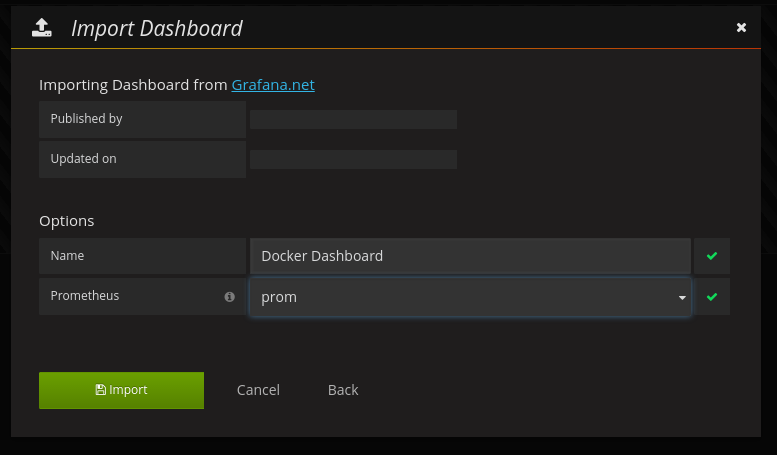 Import Dashboard
Importing Dashboard from Grafana.net
Published by
Updated on
Options
Name Docker Dashboard
Prometheus prom
Import Cancel Back